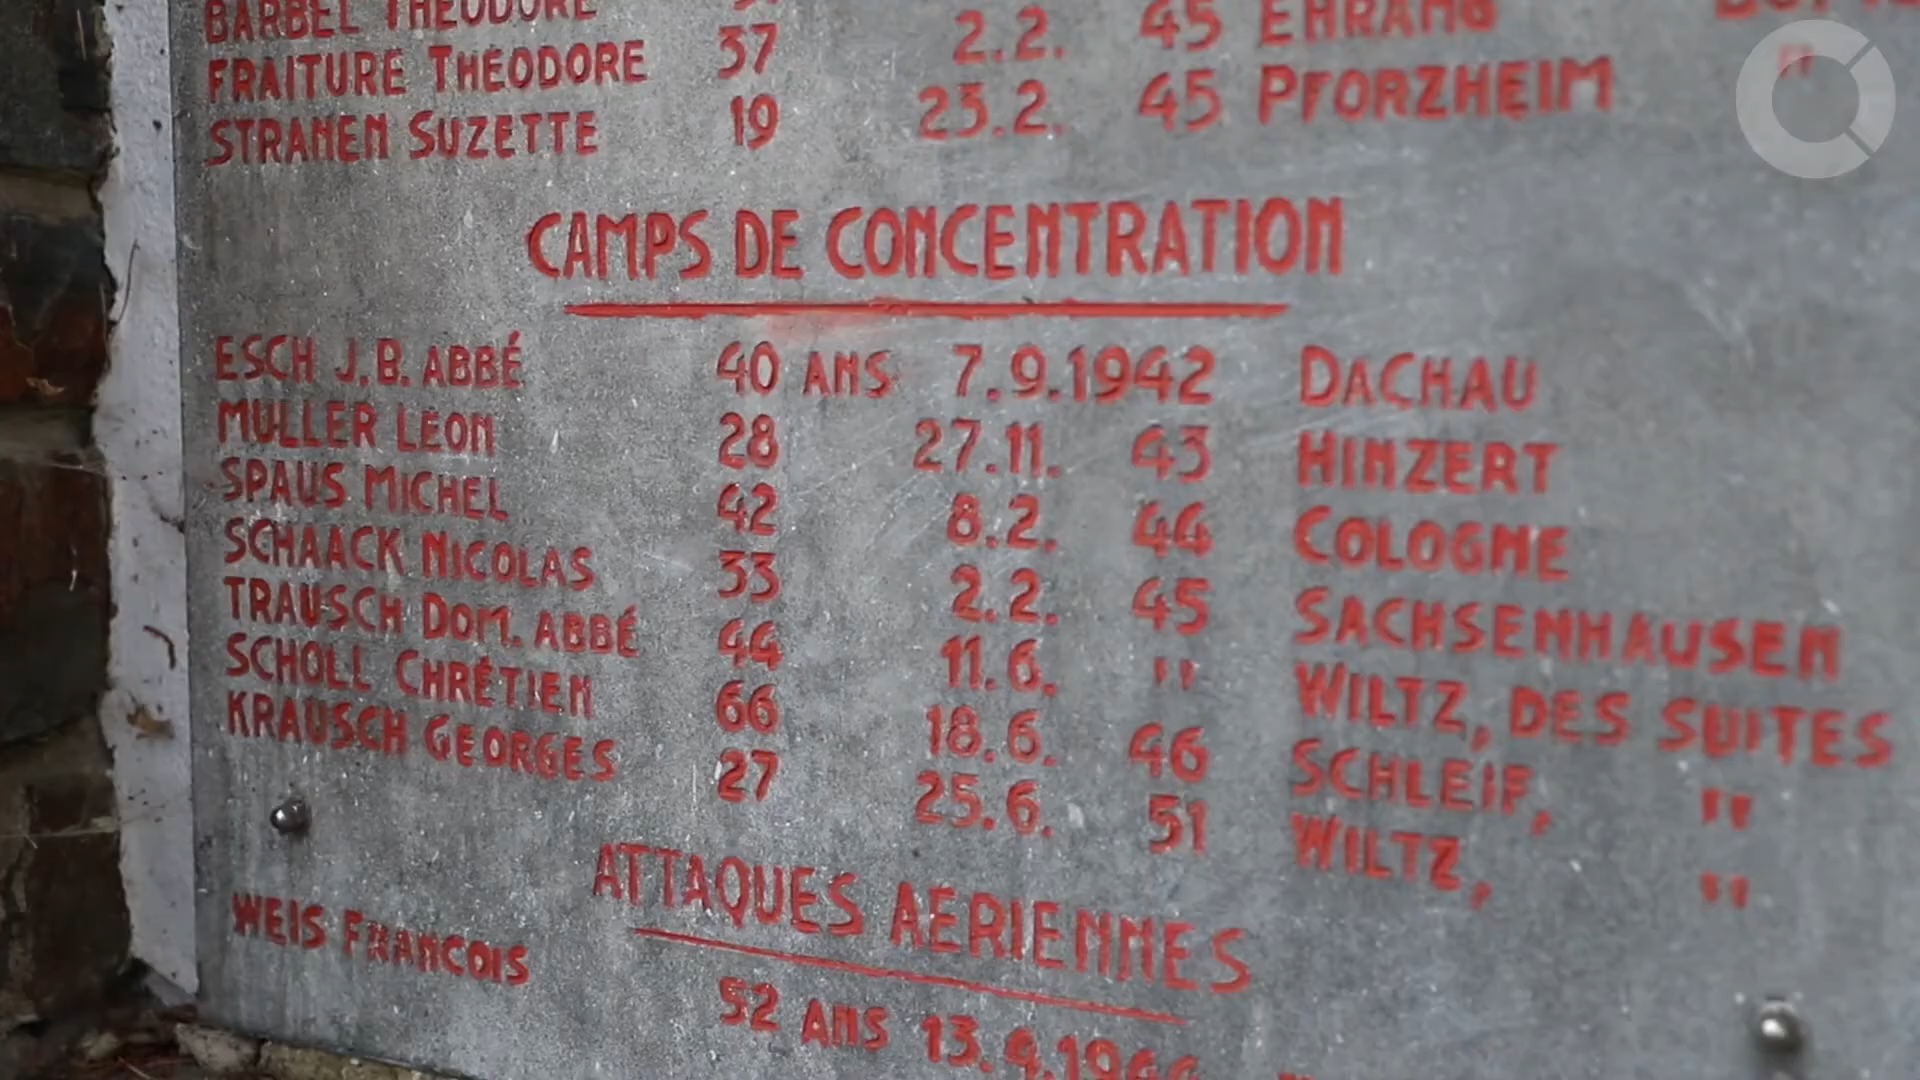 BARBEL THÉODORE
FRAITURE THÉODORE 37 2.2. 45 EHRANG "
STRANEN SUZETTE 19 23.2. 45 PFORZHEIM
CAMPS DE CONCENTRATION
ESCH J.B. ABBÉ 40 ANS 7.9.1942 DACHAU
MULLER LÉON 28 27.11. 43 HINZERT
SPAUS MICHEL 42 8.2. 44 COLOGNE
SCHAACK NICOLAS 33 2.2. 45 SACHSENHAUSEN
TRAUSCH DOM. ABBÉ 44 11.6. " WILTZ, DES SUITES
SCHOLL CHRÉTIEN 66 18.6. 46 SCHLEIF, "
KRAUSCH GEORGES 27 25.6. 51 WILTZ, "
ATTAQUES AERIENNES
WEIS FRANCOIS 52 ANS 13.9.1944